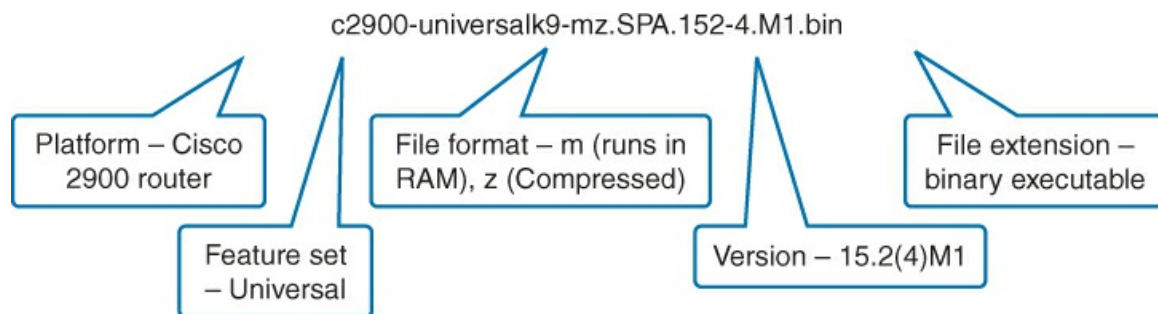 c2900-universalk9-mz.SPA.152-4.M1.bin
Platform – Cisco
2900 router
File format – m (runs in
RAM), z (Compressed)
File extension –
binary executable
Feature set
– Universal
Version – 15.2(4)M1